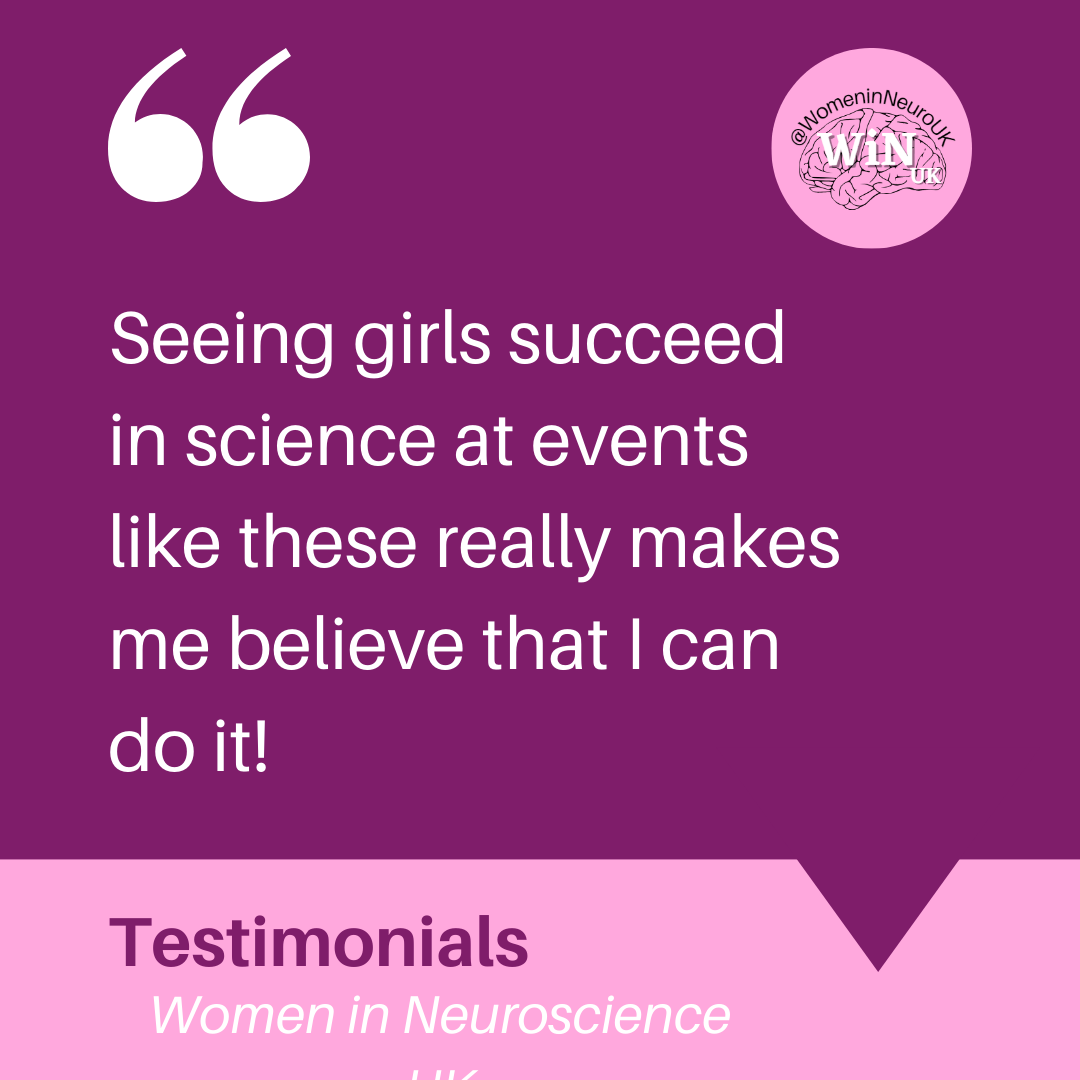 “
@WomeninNeuroUK
WiN
UK
Seeing girls succeed
in science at events
like these really makes
me believe that I can
do it!
Testimonials
Women in Neuroscience
UK